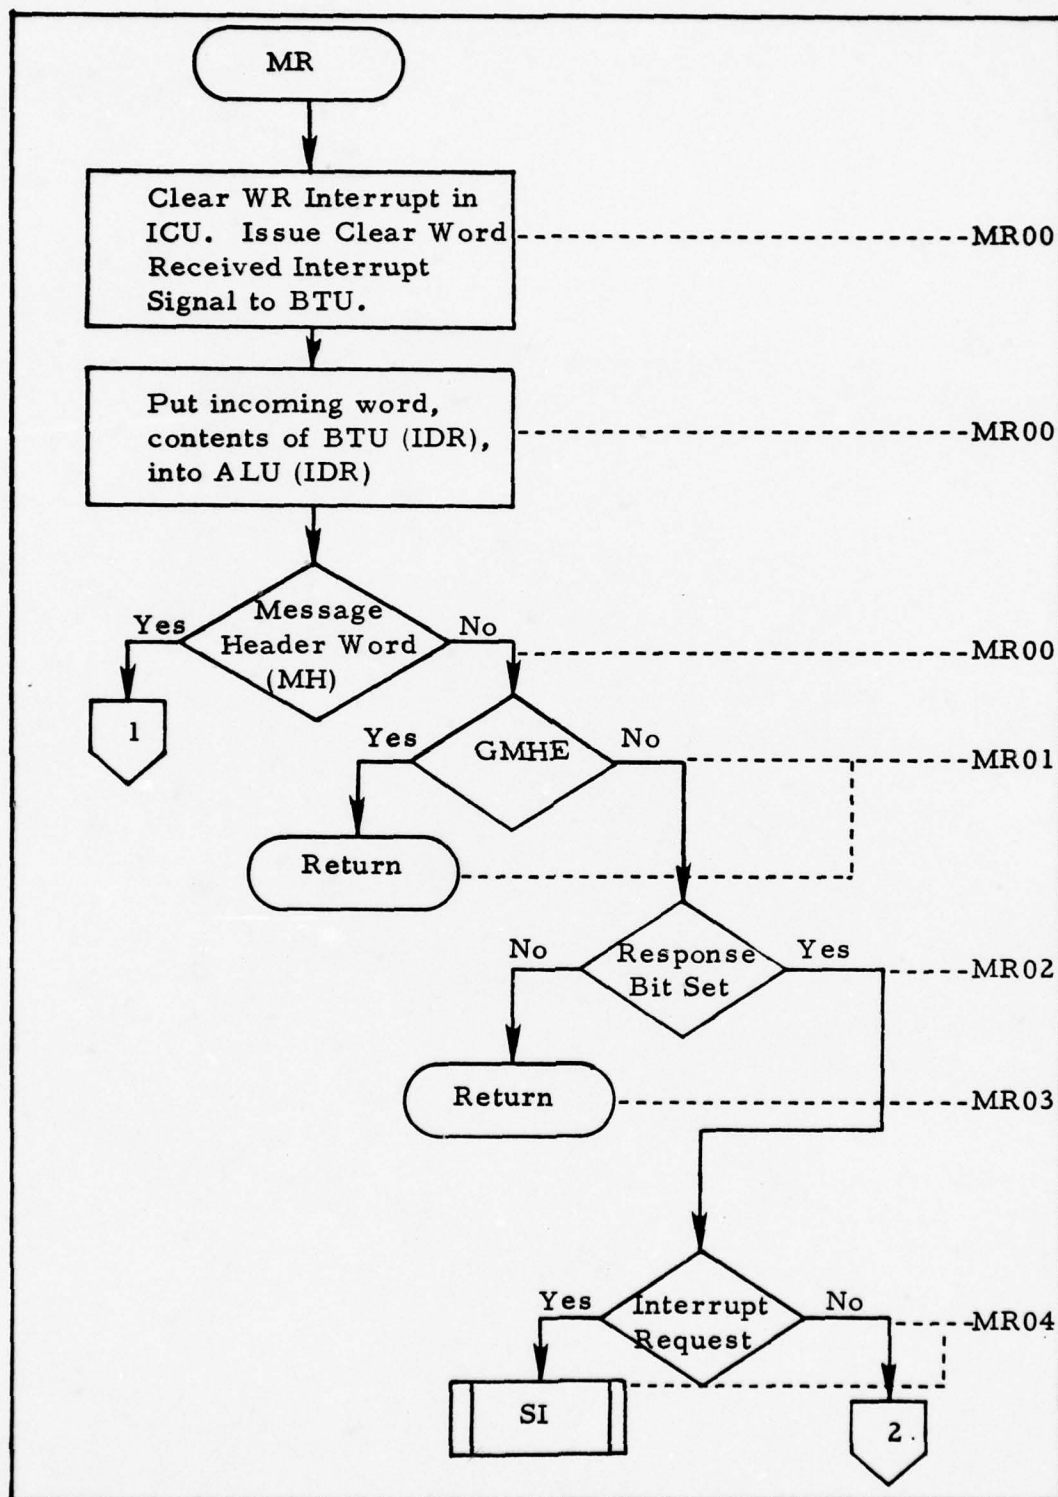 MR
Clear WR Interrupt in
ICU. Issue Clear Word
Received Interrupt
Signal to BTU.
MR00
Put incoming word,
contents of BTU (IDR),
into ALU (IDR)
MR00
Message
Header Word
(MH)
Yes
No
MR00
1
GMHE
Yes
No
MR01
Return
Response
Bit Set
No
Yes
MR02
Return
MR03
Interrupt
Request
Yes
No
MR04
SI
2.